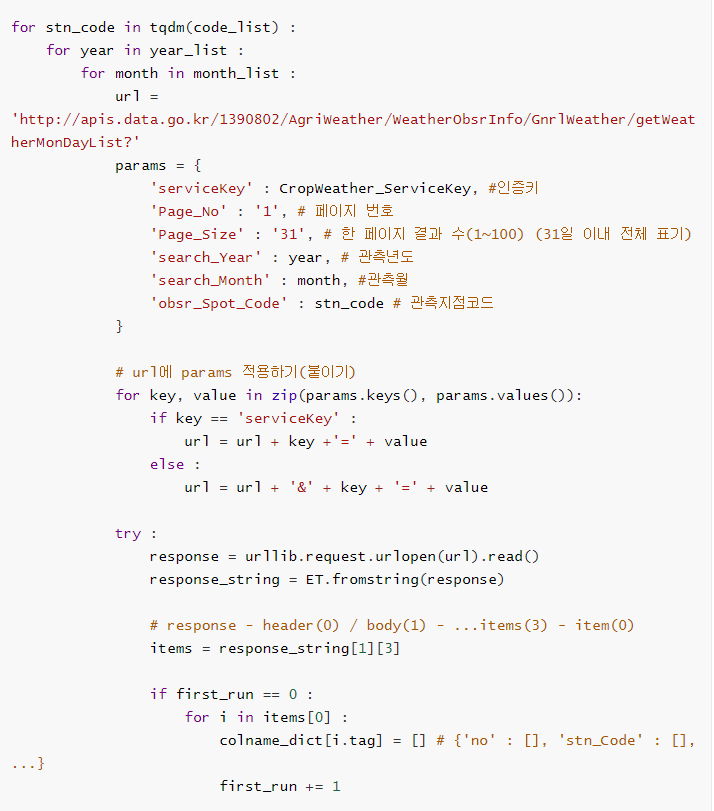 for stn_code in tqdm(code_list) :
    for year in year_list :
        for month in month_list :
            url =
'http://apis.data.go.kr/1390802/AgriWeather/WeatherObsrInfo/GnrlWeather/getWeat
herMonDayList?'
            params = {
                'serviceKey' : CropWeather_ServiceKey, #인증키
                'Page_No' : '1', # 페이지 번호
                'Page_Size' : '31', # 한 페이지 결과 수(1~100) (31일 이내 전체 표기)
                'search_Year' : year, # 관측년도
                'search_Month' : month, #관측월
                'obsr_Spot_Code' : stn_code # 관측지점코드
            }

            # url에 params 적용하기(붙이기)
            for key, value in zip(params.keys(), params.values()):
                if key == 'serviceKey' :
                    url = url + key +'=' + value
                else :
                    url = url + '&' + key + '=' + value

            try :
                response = urllib.request.urlopen(url).read()
                response_string = ET.fromstring(response)

                # response - header(0) / body(1) - ...items(3) - item(0)
                items = response_string[1][3]

                if first_run == 0 :
                    for i in items[0] :
                        colname_dict[i.tag] = [] # {'no' : [], 'stn_Code' : [],
...}
                        first_run += 1